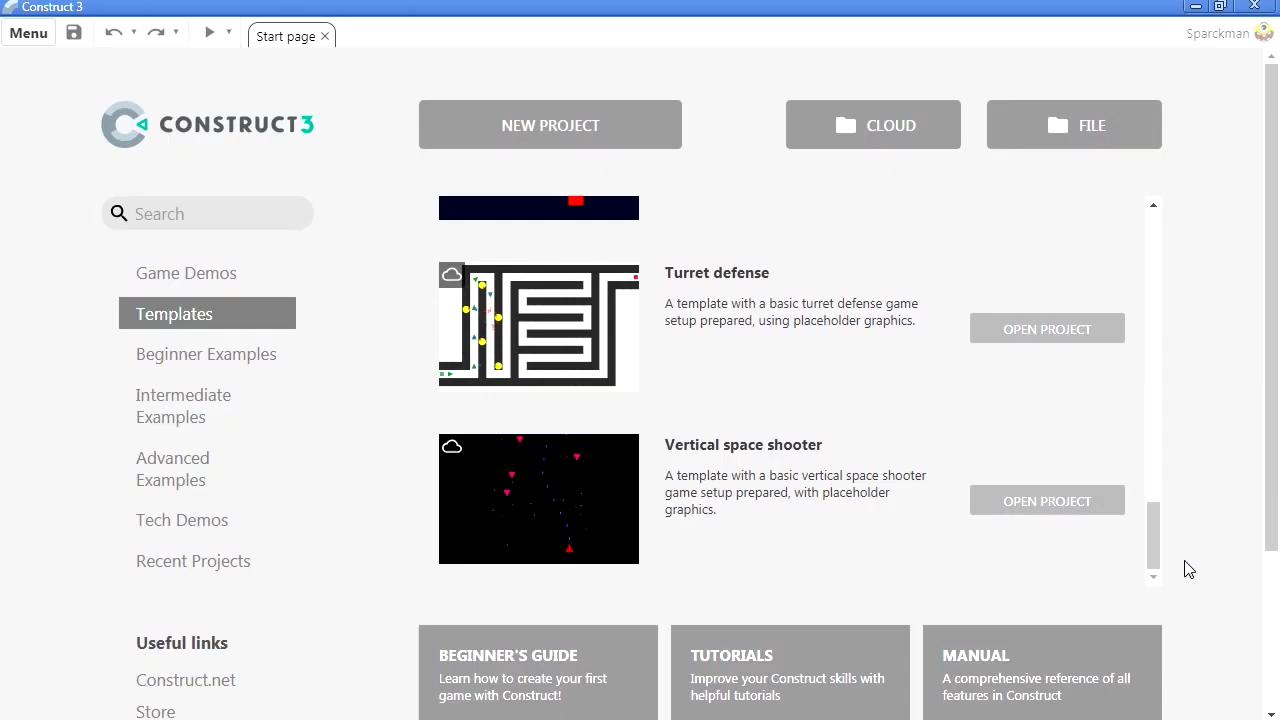 Construct 3
Menu
Start page
Sparckman
CONSTRUCT3
NEW PROJECT
CLOUD
FILE
Search
Game Demos
Templates
Beginner Examples
Intermediate
Examples
Advanced
Examples
Tech Demos
Recent Projects
Useful links
Construct.net
Store
Turret defense
A template with a basic turret defense game
setup prepared, using placeholder graphics.
OPEN PROJECT
Vertical space shooter
A template with a basic vertical space shooter
game setup prepared, with placeholder
graphics.
OPEN PROJECT
BEGINNER'S GUIDE
Learn how to create your first
game with Construct!
TUTORIALS
Improve your Construct skills with
helpful tutorials
MANUAL
A comprehensive reference of all
features in Construct